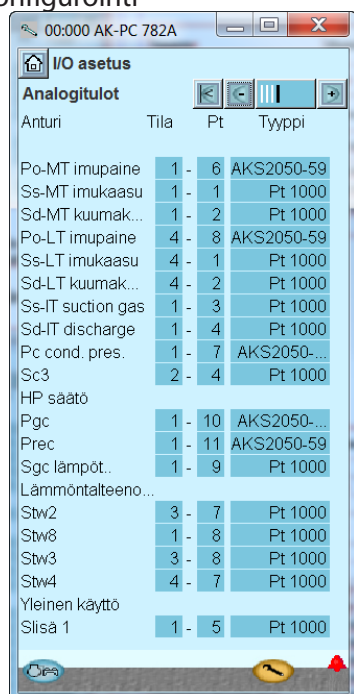 00:000 AK-PC 782A
I/O asetus
Analogitulot
Anturi Tila Pt Tyyppi
Po-MT imupaine 1 - 6 AKS2050-59
Ss-MT imukaasu 1 - 1 Pt 1000
Sd-MT kuumak... 1 - 2 Pt 1000
Po-LT imupaine 4 - 8 AKS2050-59
Ss-LT imukaasu 4 - 1 Pt 1000
Sd-LT kuumak... 4 - 2 Pt 1000
Ss-IT suction gas 1 - 3 Pt 1000
Sd-IT discharge 1 - 4 Pt 1000
Pc cond. pres. 1 - 7 AKS2050-...
Sc3 2 - 4 Pt 1000
HP säätö
Pgc 1 - 10 AKS2050-...
Prec 1 - 11 AKS2050-59
Sgc lämpöt.. 1 - 9 Pt 1000
Lämmöntalteeno...
Stw2 3 - 7 Pt 1000
Stw8 1 - 8 Pt 1000
Stw3 3 - 8 Pt 1000
Stw4 4 - 7 Pt 1000
Yleinen käyttö
Slisä 1 1 - 5 Pt 1000